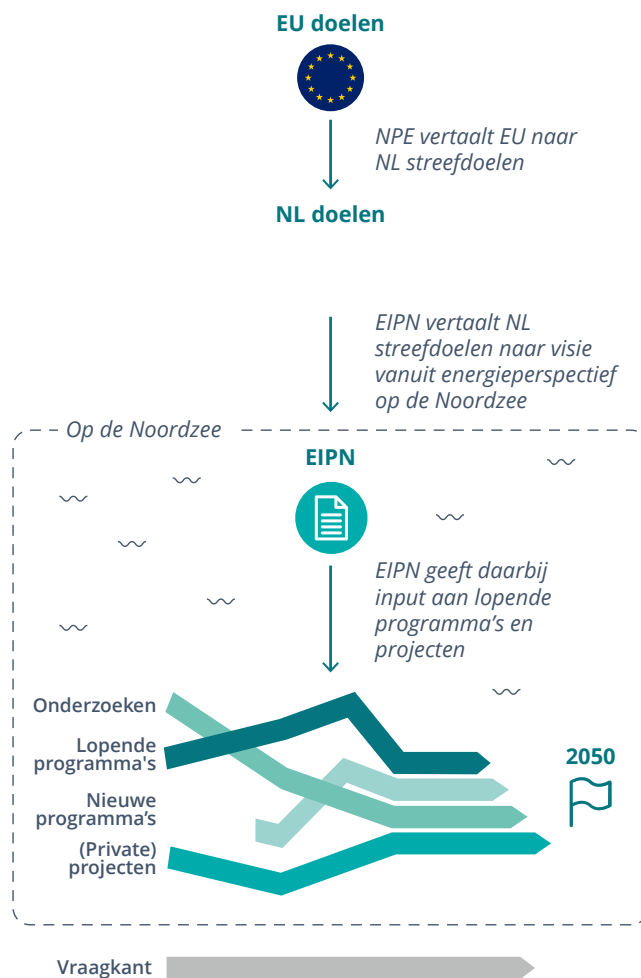 EU doelen
NPE vertaalt EU naar
NL streefdoelen
NL doelen
EIPN vertaalt NL
streefdoelen naar visie
vanuit energieperspectief
op de Noordzee
Op de Noordzee
EIPN
EIPN geeft daarbij
input aan lopende
programma’s en
projecten
Onderzoeken
Lopende
programma's
2050
Nieuwe
programma’s
(Private)
projecten
Vraagkant